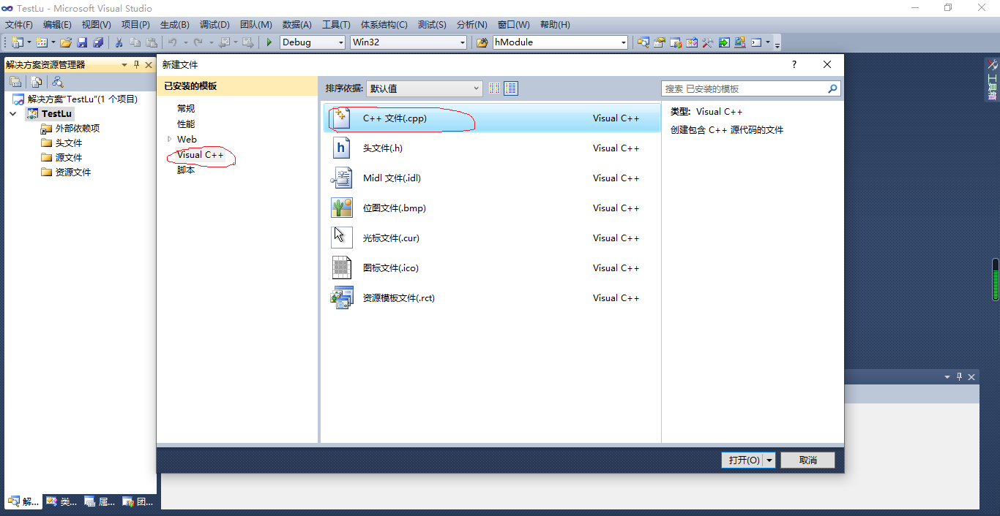 TestLu - Microsoft Visual Studio
文件(F) 编辑(E) 视图(V) 项目(P) 生成(B) 调试(D) 团队(M) 数据(A) 工具(T) 体系结构(C) 测试(S) 分析(N) 窗口(W) 帮助(H)
Debug Win32 hModule
解决方案资源管理器
解决方案"TestLu"(1 个项目)
TestLu
外部依赖项
头文件
源文件
资源文件
解... 类... 属... 团...
新建文件
?
已安装的模板
常规
性能
Web
Visual C++
脚本
排序依据: 默认值
搜索 已安装的模板
C++ 文件(.cpp) Visual C++
头文件(.h) Visual C++
Midl 文件(.idl) Visual C++
位图文件(.bmp) Visual C++
光标文件(.cur) Visual C++
图标文件(.ico) Visual C++
资源模板文件(.rct) Visual C++
类型: Visual C++
创建包含 C++ 源代码的文件
打开(O) 取消
工具箱